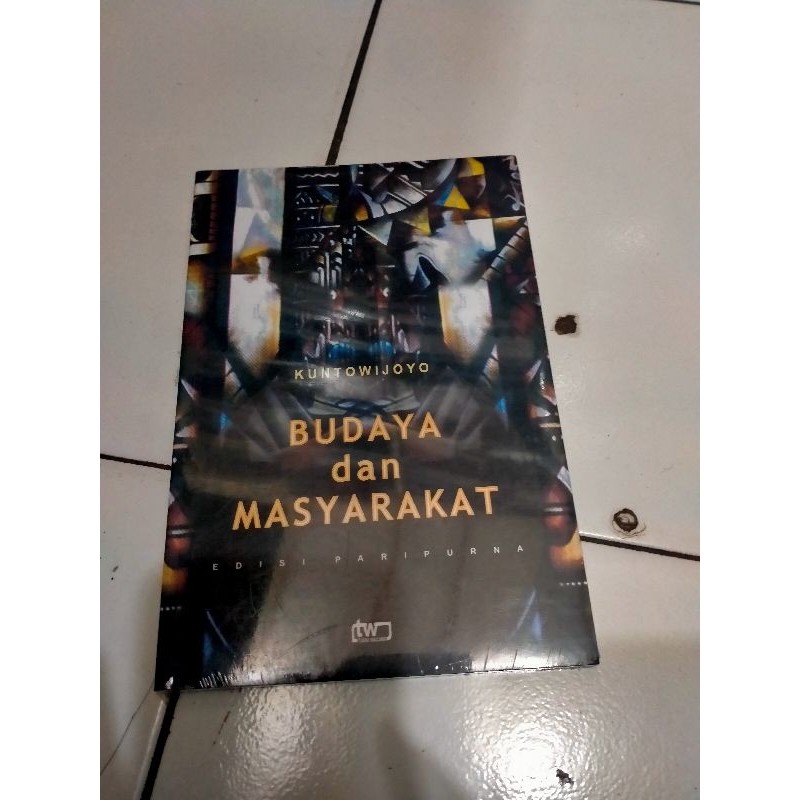 KUNTOWIJOYO
BUDAYA
dan
MASYARAKAT
EDISI PARIPURNA
tw